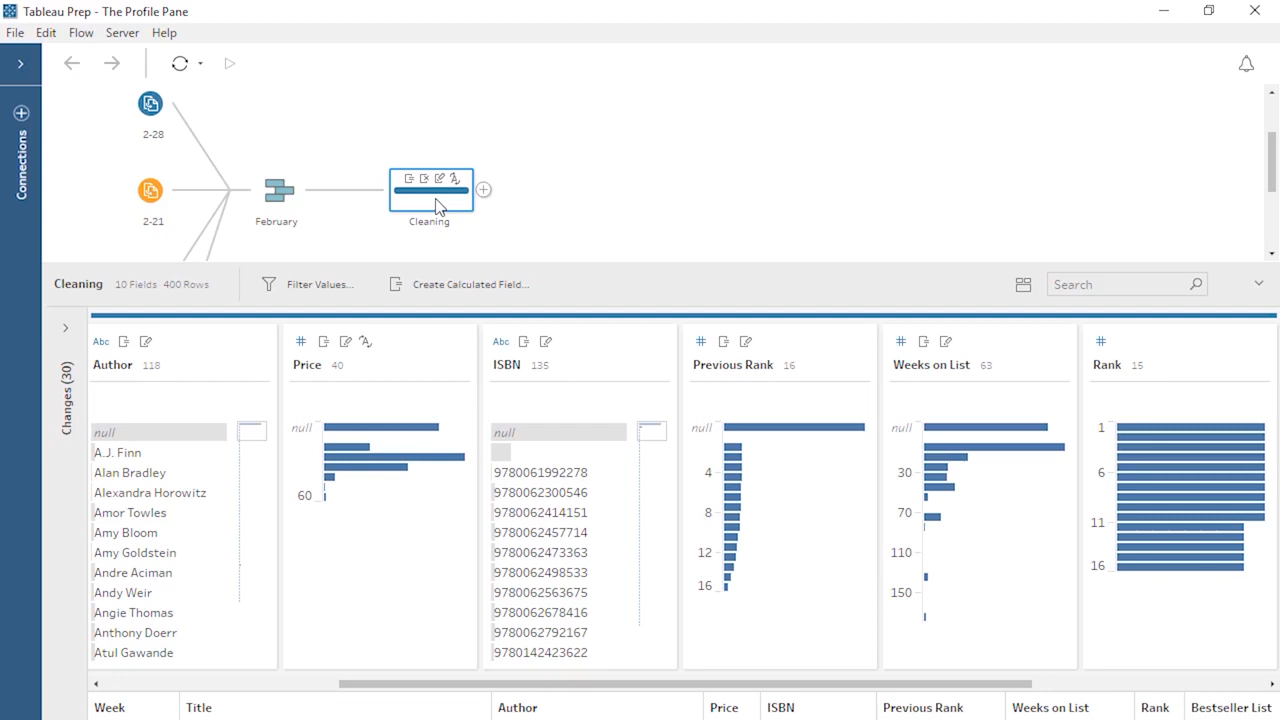 Tableau Prep - The Profile Pane
File Edit Flow Server Help
Connections
2-28
2-21
February
Cleaning
Cleaning 10 Fields 400 Rows Filter Values... Create Calculated Field... Search
Changes (30)
Abc
Author 118
null
A.J. Finn
Alan Bradley
Alexandra Horowitz
Amor Towles
Amy Bloom
Amy Goldstein
Andre Aciman
Andy Weir
Angie Thomas
Anthony Doerr
Atul Gawande
#
Price 40
null
60
Abc
ISBN 135
null
9780061992278
9780062300546
9780062414151
9780062457714
9780062473363
9780062498533
9780062563675
9780062678416
9780062792167
9780142423622
#
Previous Rank 16
null
4
8
12
16
#
Weeks on List 63
null
30
70
110
150
#
Rank 15
1
6
11
16
Week Title Author Price ISBN Previous Rank Weeks on List Rank Bestseller List